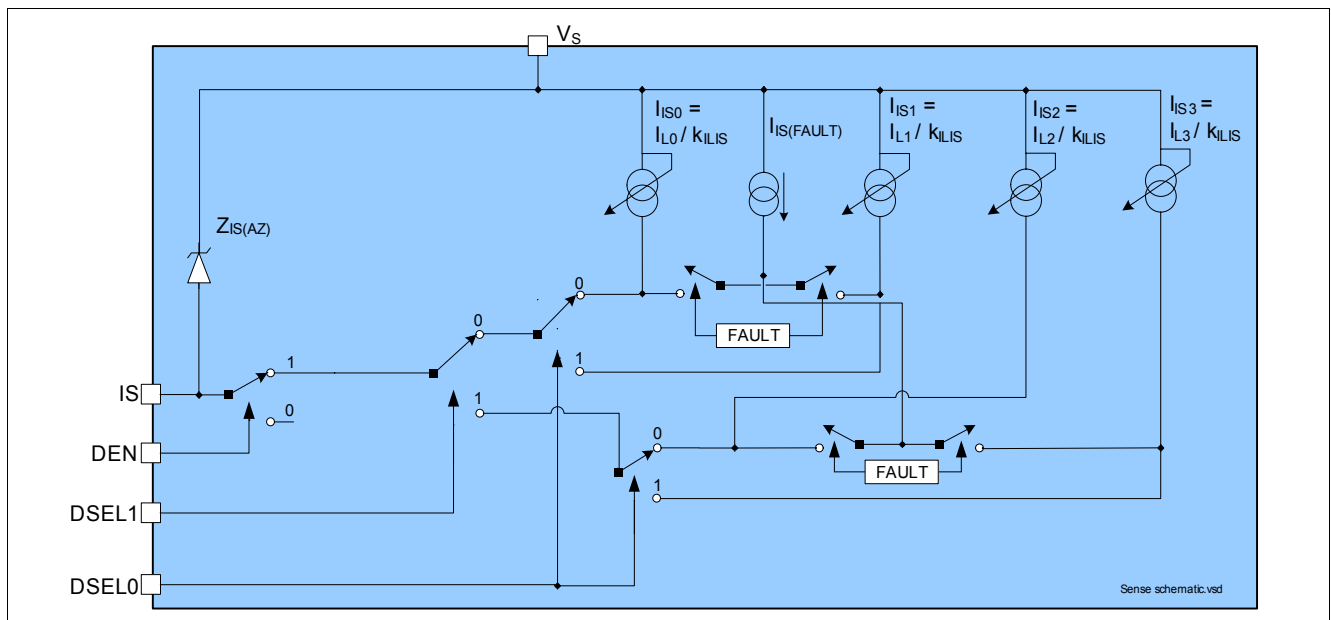 VS
IIS0 =
IL0 / kILIS
IIS(FAULT)
IIS1 =
IL1 / kILIS
IIS2 =
IL2 / kILIS
IIS3 =
IL3 / kILIS
ZIS(AZ)
0
0
FAULT
1
1
IS
0
1
0
DEN
FAULT
1
DSEL1
DSEL0
Sense schematic.vsd